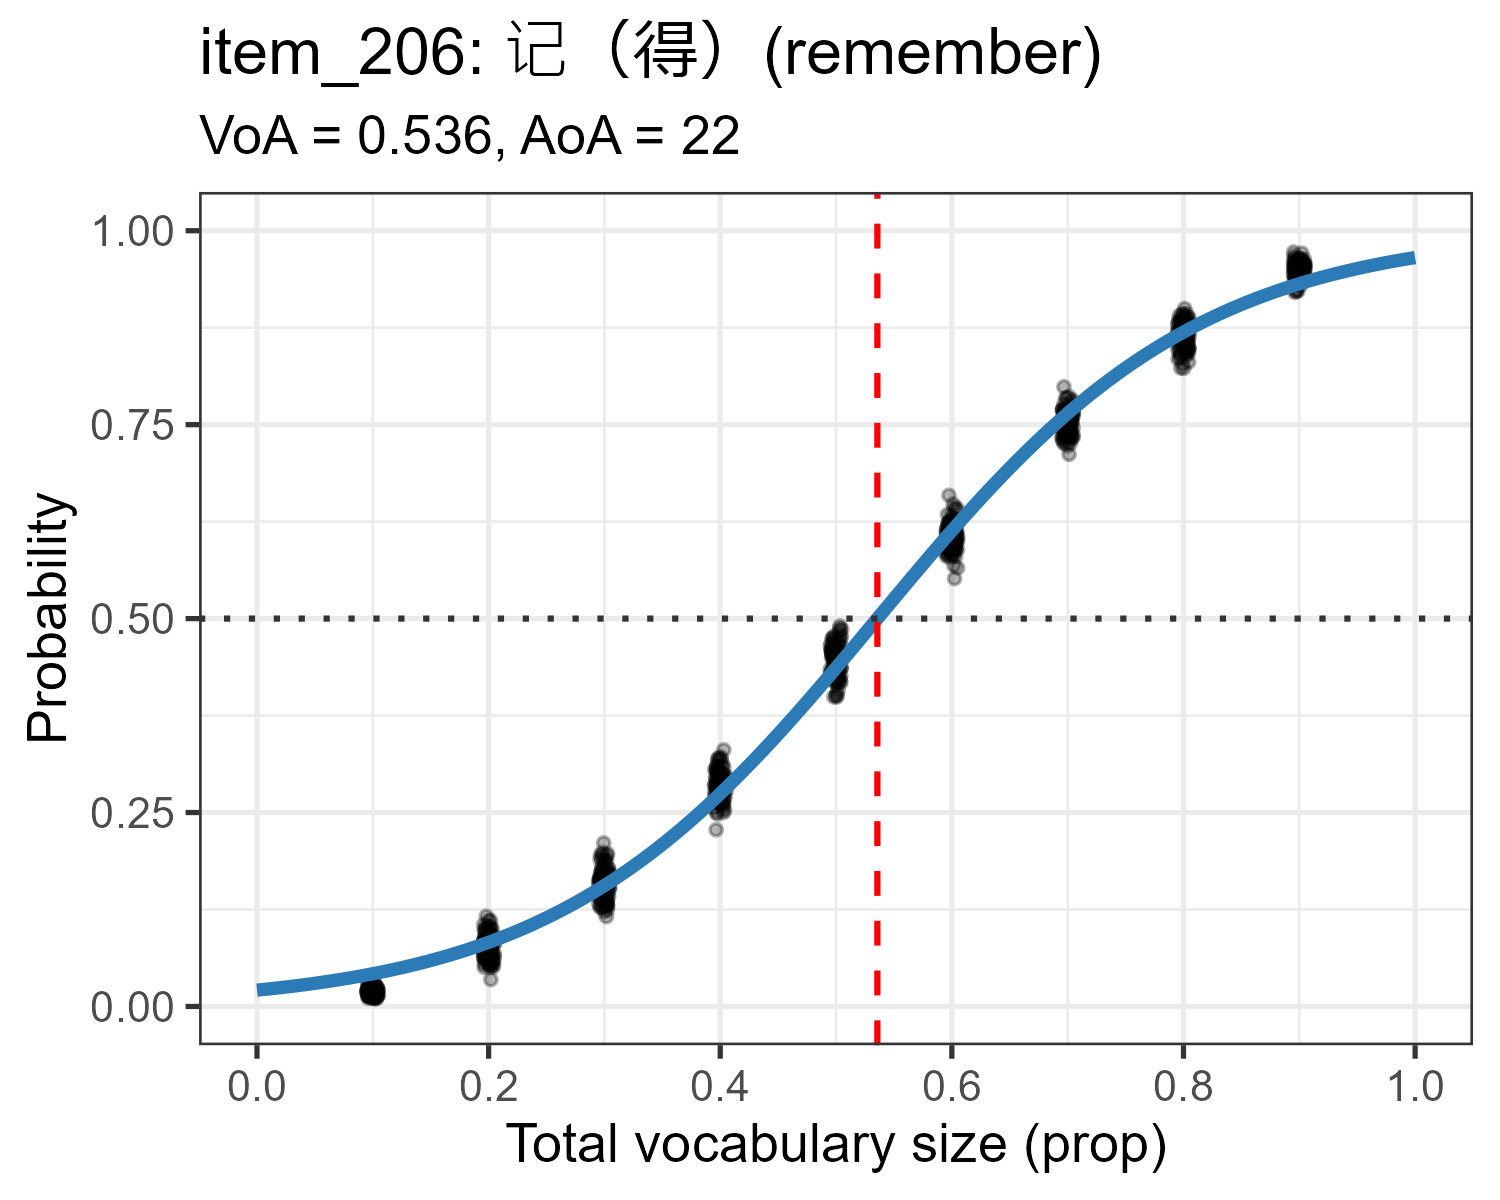 item_206: 记（得）(remember)
VoA = 0.536, AoA = 22
1.00
0.75
0.50
0.25
0.00
Probability
0.0 0.2 0.4 0.6 0.8 1.0
Total vocabulary size (prop)